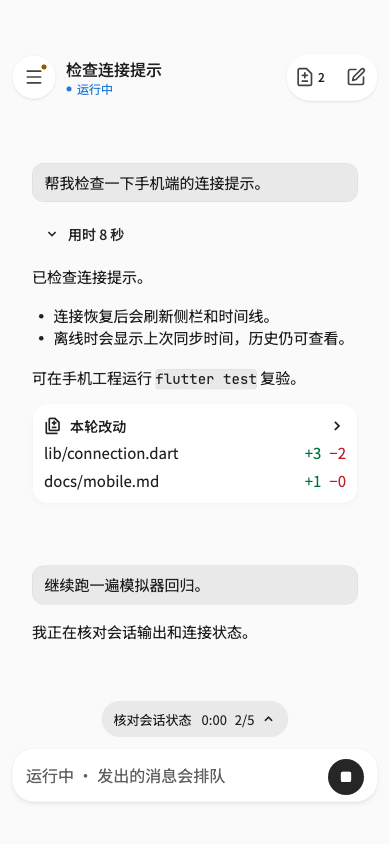 检查连接提示
运行中
2
帮我检查一下手机端的连接提示。
用时 8 秒
已检查连接提示。
• 连接恢复后会刷新侧栏和时间线。
• 离线时会显示上次同步时间，历史仍可查看。
可在手机工程运行 flutter test 复验。
本轮改动
lib/connection.dart +3 −2
docs/mobile.md +1 −0
继续跑一遍模拟器回归。
我正在核对会话输出和连接状态。
核对会话状态 0:00 2/5
运行中 · 发出的消息会排队